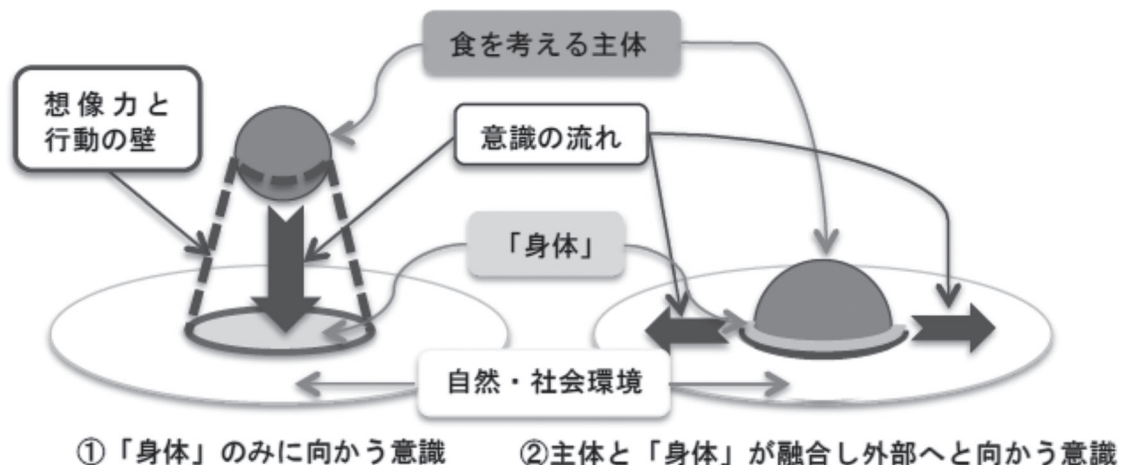 食を考える主体
想像力と
行動の壁
意識の流れ
「身体」
自然・社会環境
①「身体」のみに向かう意識
②主体と「身体」が融合し外部へと向かう意識